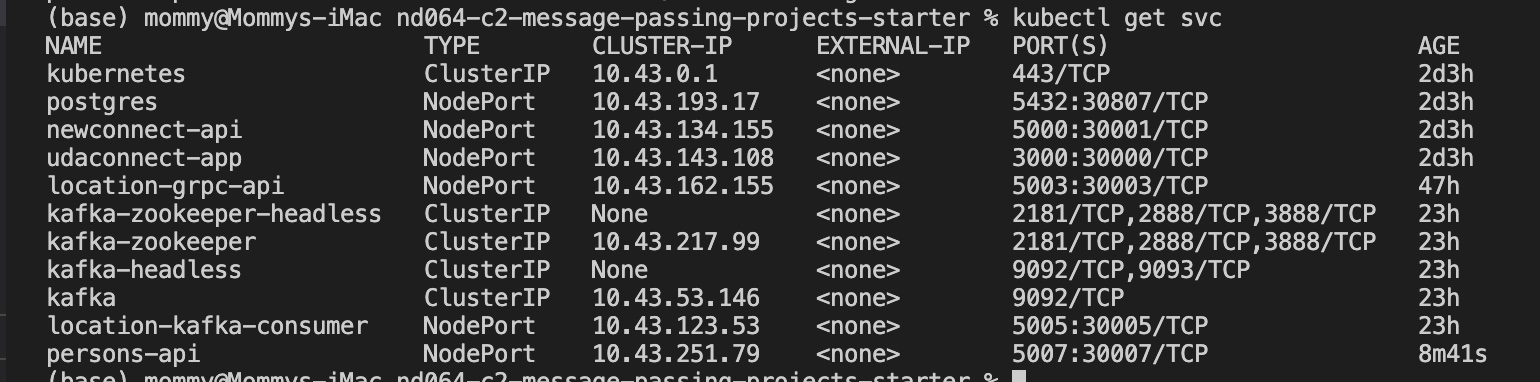 (base) mommy@Mommys-iMac nd064-c2-message-passing-projects-starter % kubectl get svc
NAME TYPE CLUSTER-IP EXTERNAL-IP PORT(S) AGE
kubernetes ClusterIP 10.43.0.1 <none> 443/TCP 2d3h
postgres NodePort 10.43.193.17 <none> 5432:30807/TCP 2d3h
newconnect-api NodePort 10.43.134.155 <none> 5000:30001/TCP 2d3h
udaconnect-app NodePort 10.43.143.108 <none> 3000:30000/TCP 2d3h
location-grpc-api NodePort 10.43.162.155 <none> 5003:30003/TCP 47h
kafka-zookeeper-headless ClusterIP None <none> 2181/TCP,2888/TCP,3888/TCP 23h
kafka-zookeeper ClusterIP 10.43.217.99 <none> 2181/TCP,2888/TCP,3888/TCP 23h
kafka-headless ClusterIP None <none> 9092/TCP,9093/TCP 23h
kafka ClusterIP 10.43.53.146 <none> 9092/TCP 23h
location-kafka-consumer NodePort 10.43.123.53 <none> 5005:30005/TCP 23h
persons-api NodePort 10.43.251.79 <none> 5007:30007/TCP 8m41s
(base) mommy@Mommys-iMac nd064-c2-message-passing-projects-starter %